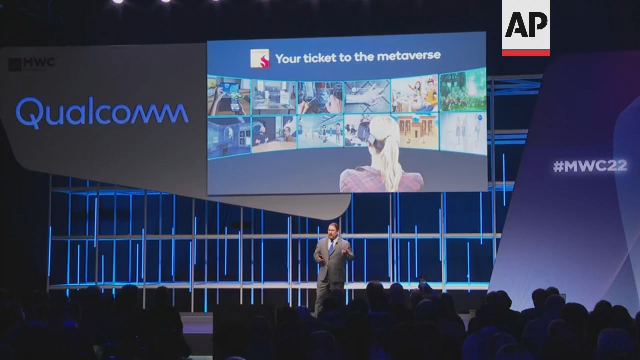 AP
MWC
Your ticket to the metaverse
Qualcomm
#MWC22